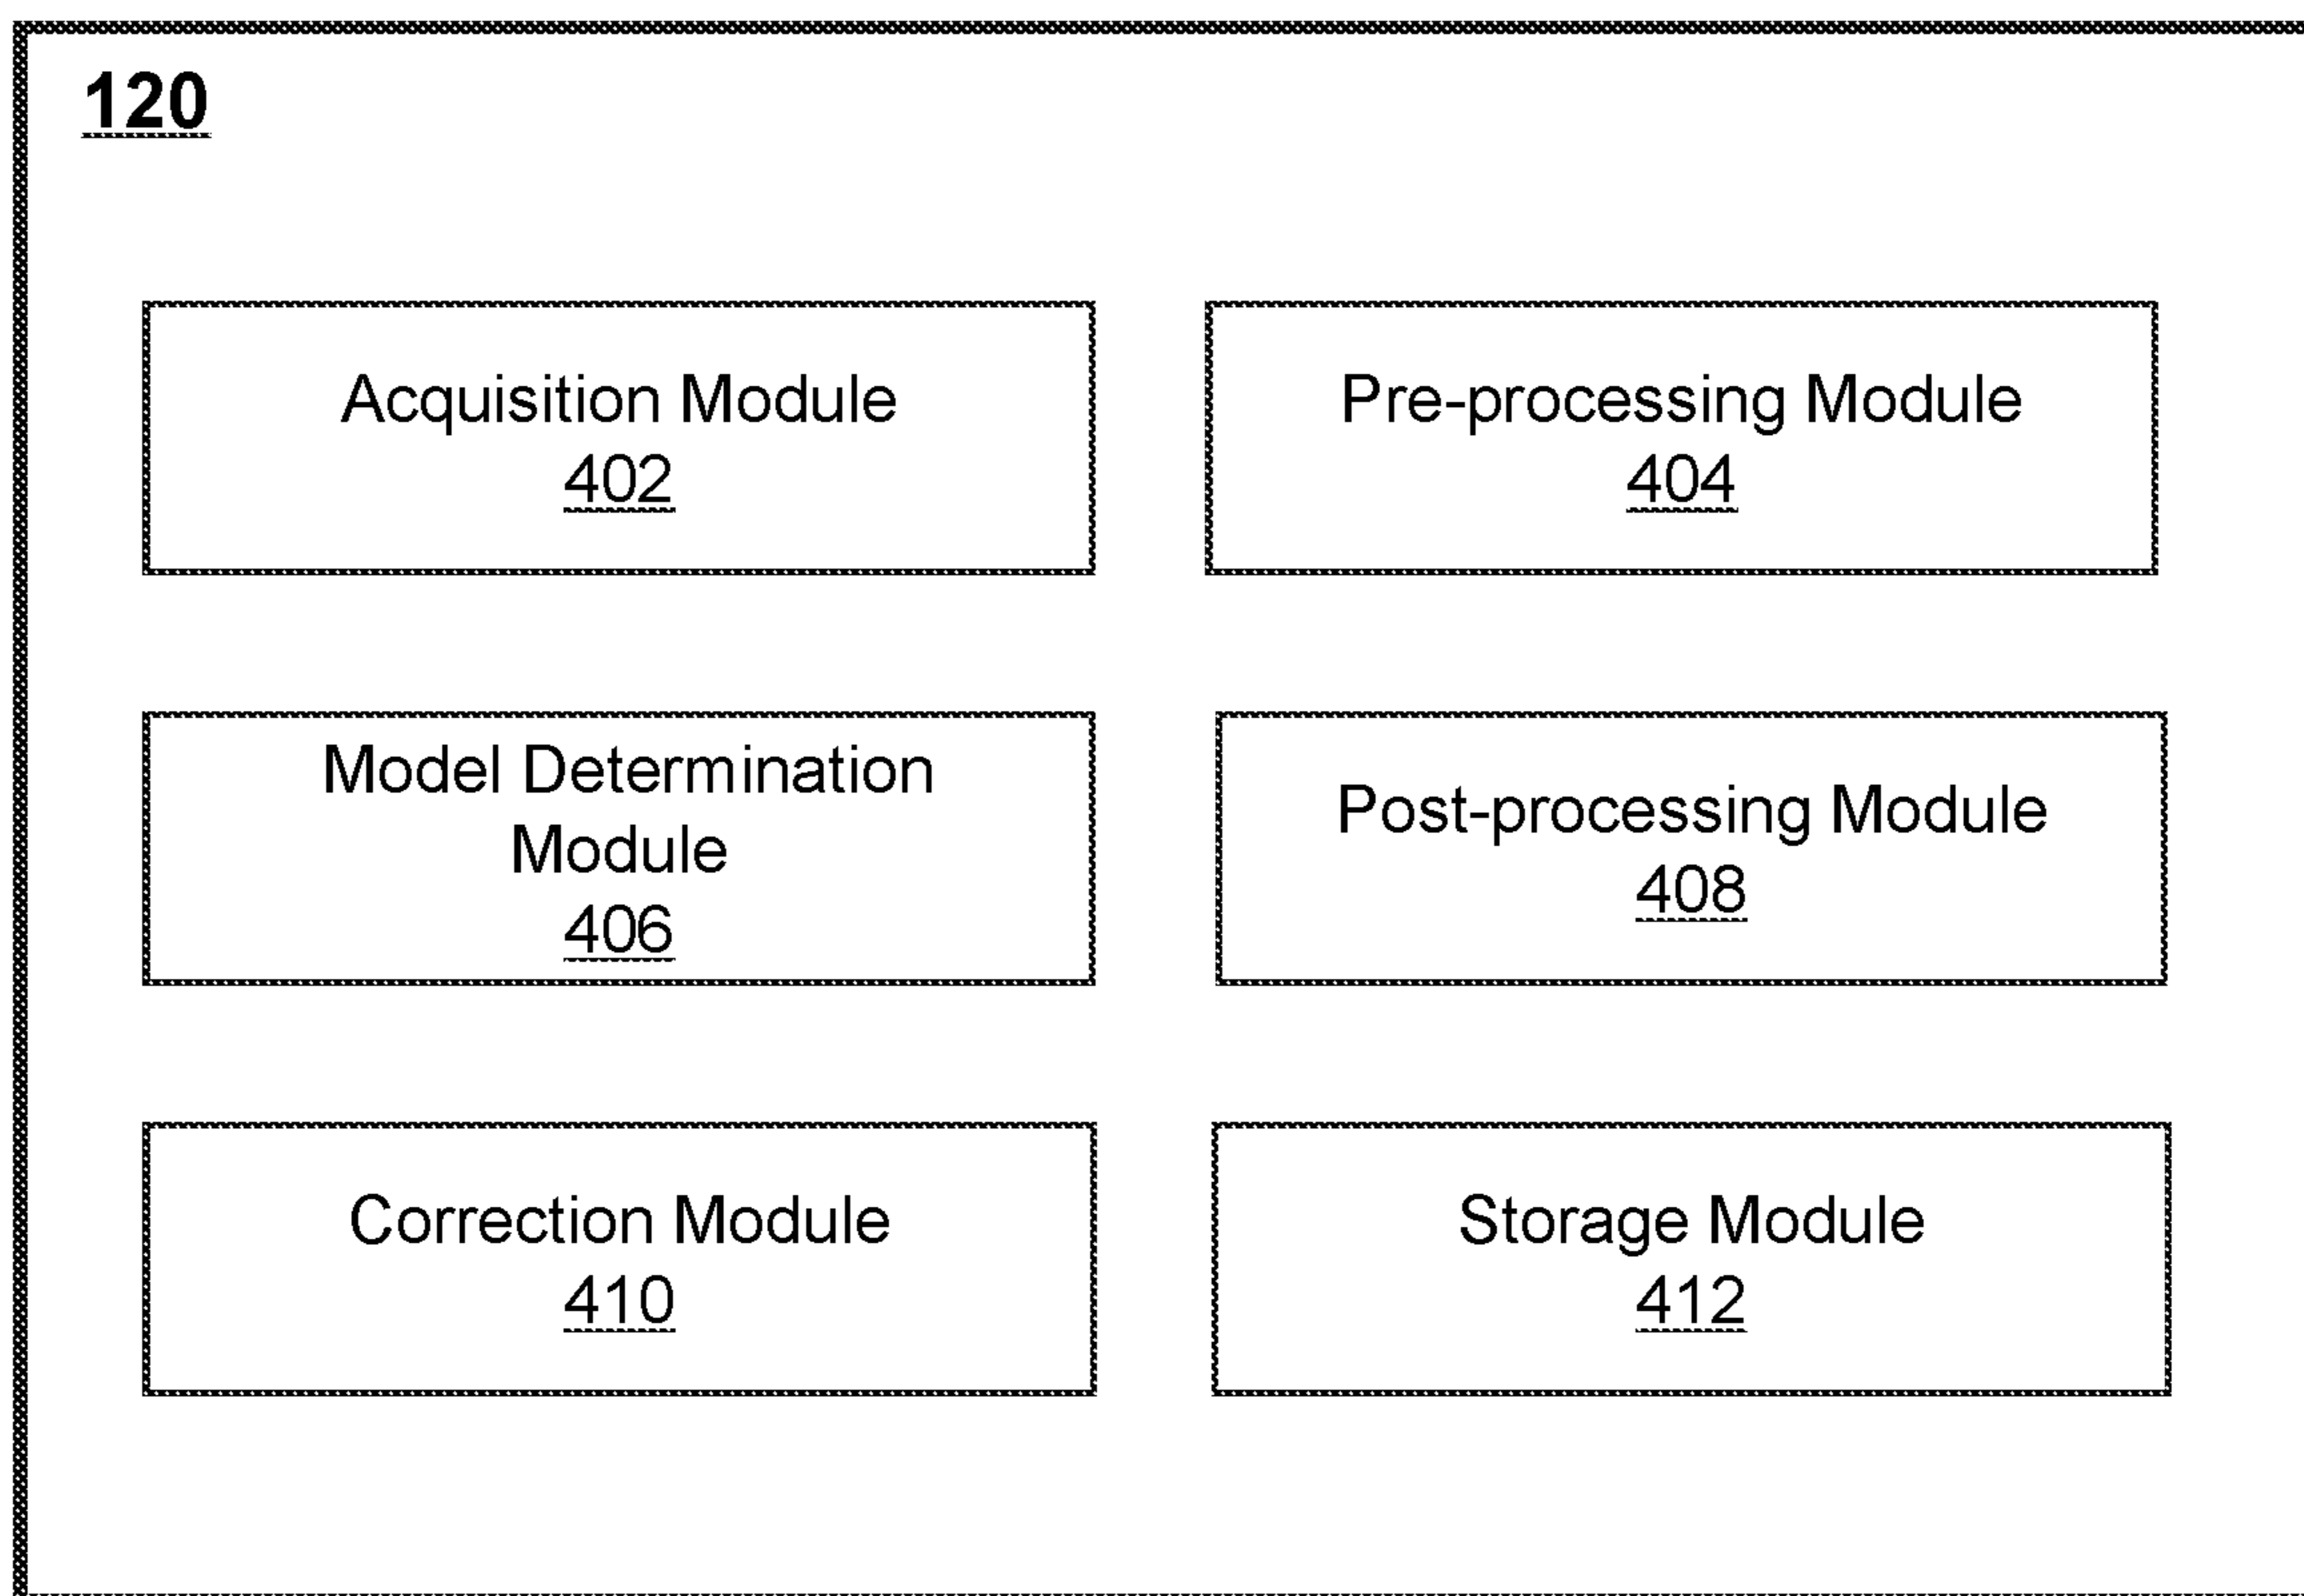 120
Acquisition Module
402
Pre-processing Module
404
Model Determination
Module
406
Post-processing Module
408
Correction Module
410
Storage Module
412